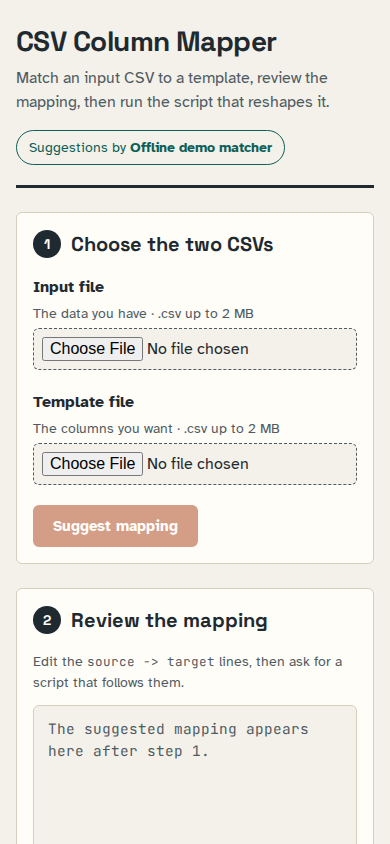 CSV Column Mapper
Match an input CSV to a template, review the
mapping, then run the script that reshapes it.
Suggestions by Offline demo matcher
1 Choose the two CSVs
Input file
The data you have · .csv up to 2 MB
Choose File No file chosen
Template file
The columns you want · .csv up to 2 MB
Choose File No file chosen
Suggest mapping
2 Review the mapping
Edit the source -> target lines, then ask for a
script that follows them.
The suggested mapping appears
here after step 1.